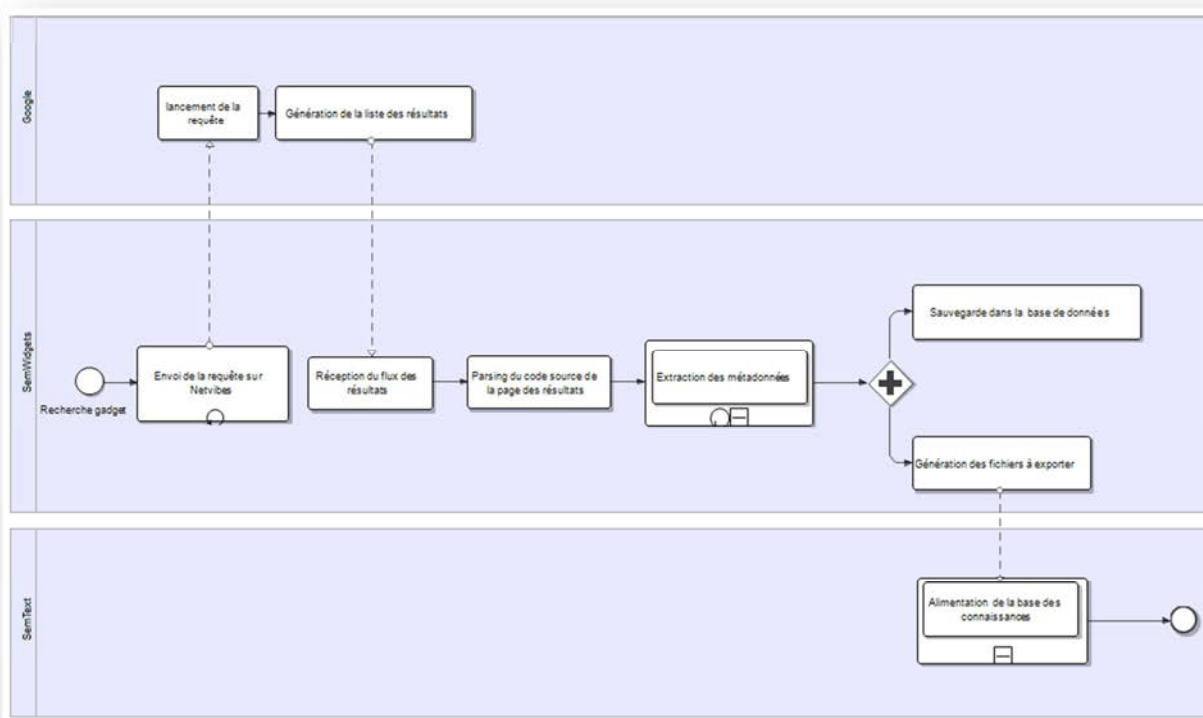 Google
lancement de la
requête
Génération de la liste des résultats
SemWidgets
Recherche gadget
Envoi de la requête sur
Netvibes
Réception du flux des
résultats
Parsing du code source de
la page des résultats
Extraction des métadonnées
Sauvegarde dans la base de données
Génération des fichiers à exporter
SemText
Alimentation de la base des
connaissances